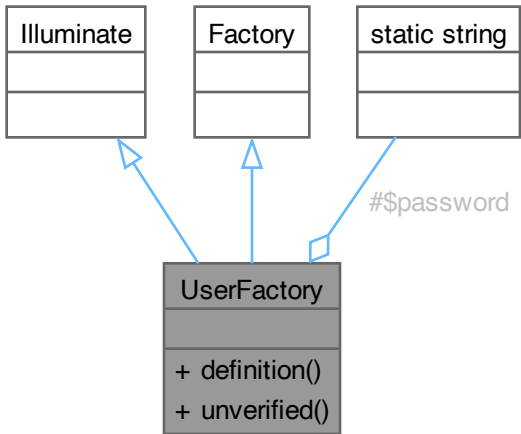 Illuminate
Factory
static string
#$password
UserFactory
+ definition()
+ unverified()